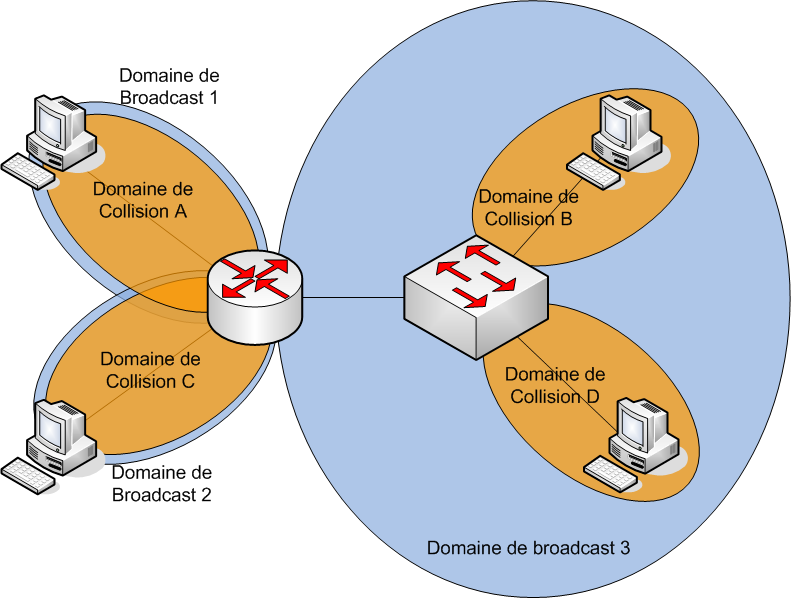 Domaine de
Broadcast 1
Domaine de
Collision A
Domaine de
Collision B
Domaine de
Collision C
Domaine de
Collision D
Domaine de
Broadcast 2
Domaine de broadcast 3